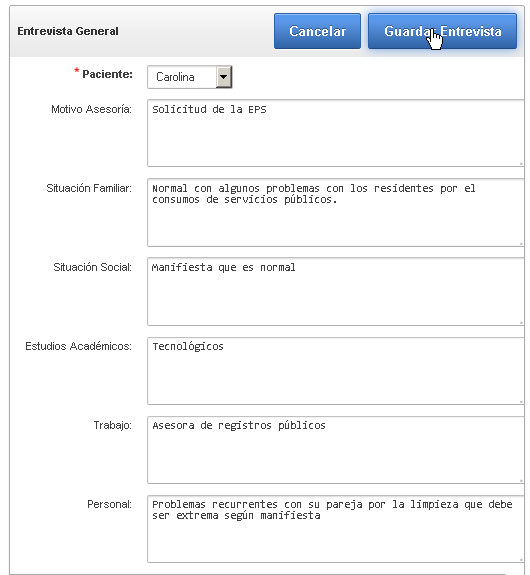 Entrevista General
Cancelar
Guardar Entrevista
* Paciente:
Carolina
Motivo Asesoría:
Solicitud de la EPS
Situación Familiar:
Normal con algunos problemas con los residentes por el
consumos de servicios públicos.
Situación Social:
Manifiesta que es normal
Estudios Académicos:
Tecnológicos
Trabajo:
Asesora de registros públicos
Personal:
Problemas recurrentes con su pareja por la limpieza que debe
ser extrema según manifiesta